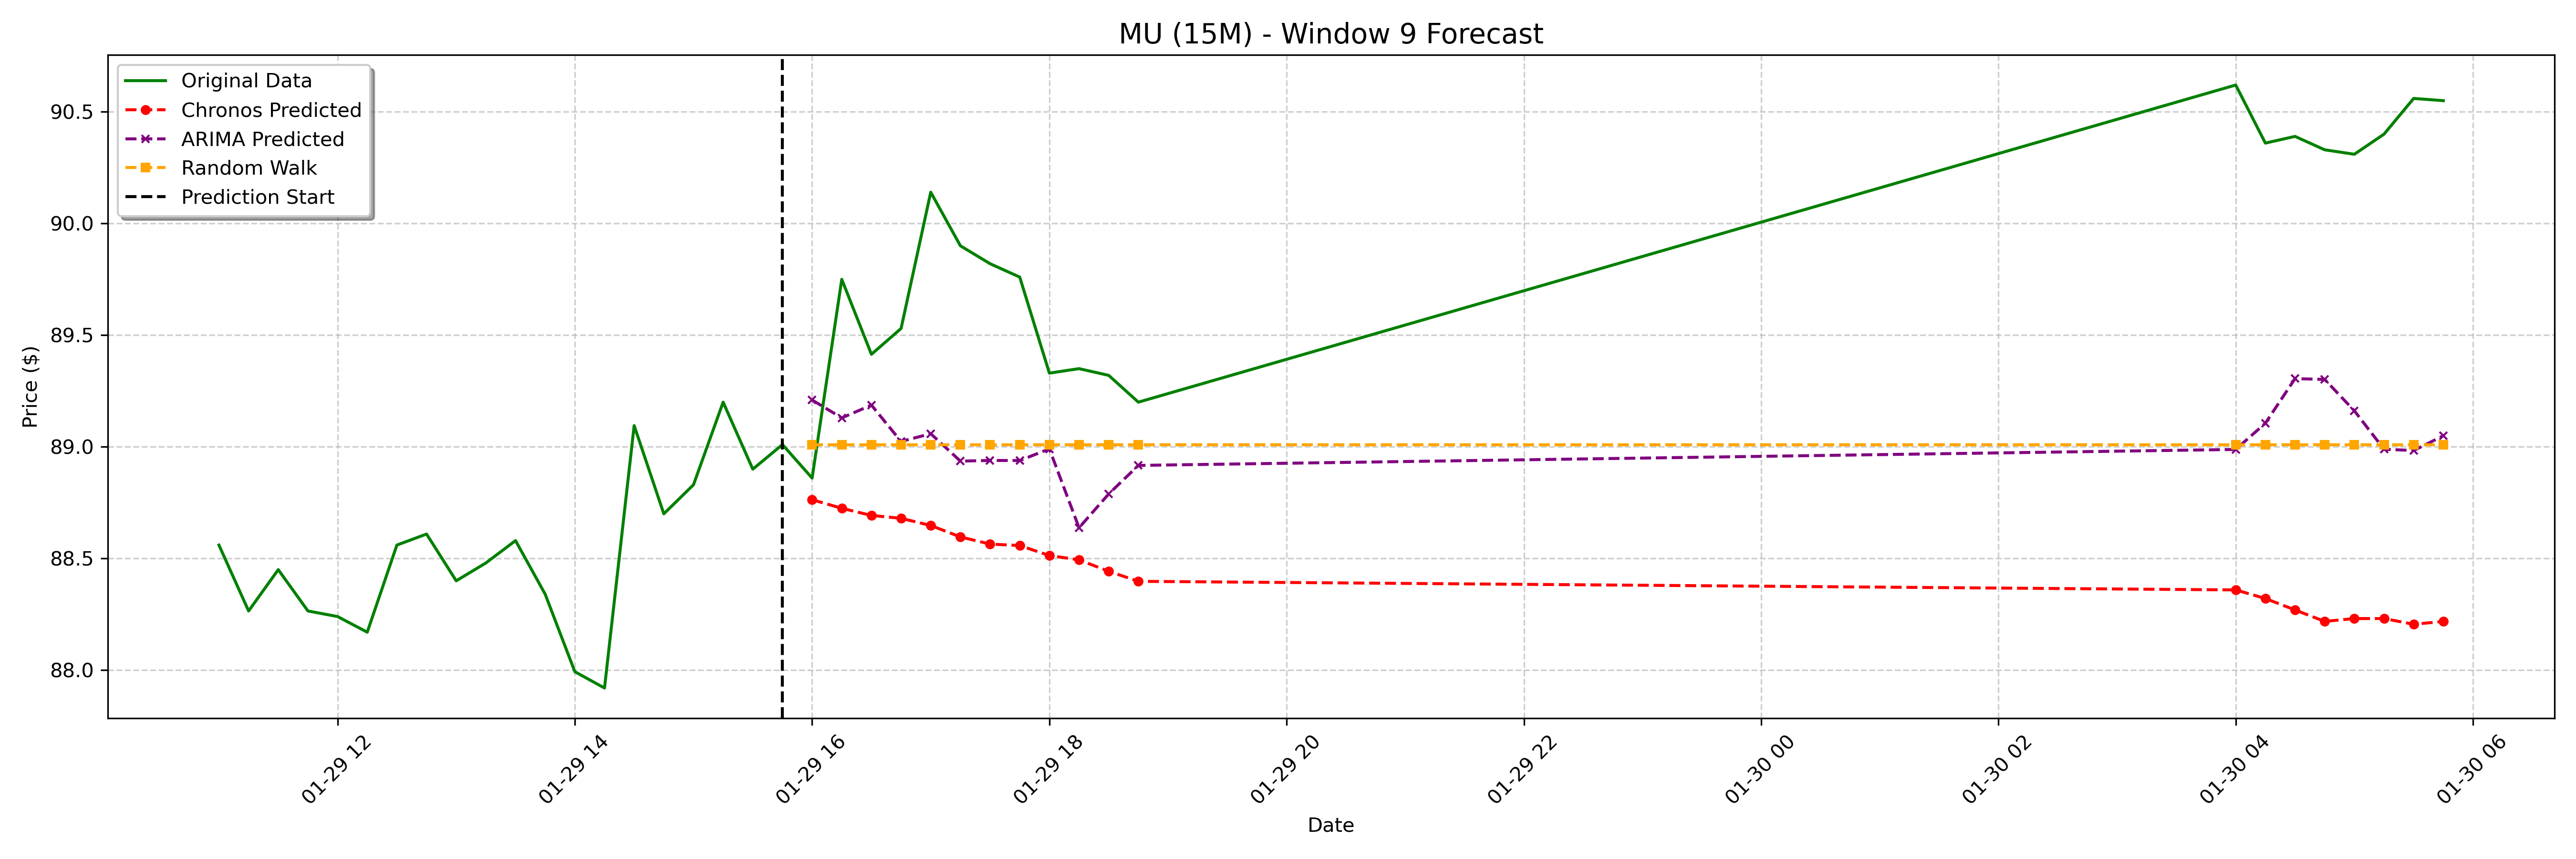 MU (15M) - Window 9 Forecast
Original Data
Chronos Predicted
ARIMA Predicted
Random Walk
Prediction Start
Price ($)
90.5
90.0
89.5
89.0
88.5
88.0
01-29 12
01-29 14
01-29 16
01-29 18
01-29 20
01-29 22
01-30 00
01-30 02
01-30 04
01-30 06
Date